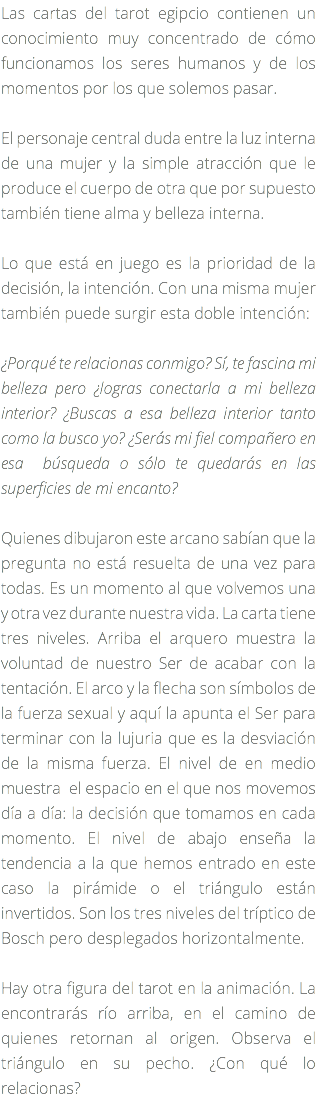 Las cartas del tarot egipcio contienen un
conocimiento muy concentrado de cómo
funcionamos los seres humanos y de los
momentos por los que solemos pasar.
El personaje central duda entre la luz interna
de una mujer y la simple atracción que le
produce el cuerpo de otra que por supuesto
también tiene alma y belleza interna.
Lo que está en juego es la prioridad de la
decisión, la intención. Con una misma mujer
también puede surgir esta doble intención:
¿Porqué te relacionas conmigo? Sí, te fascina mi
belleza pero ¿logras conectarla a mi belleza
interior? ¿Buscas a esa belleza interior tanto
como la busco yo? ¿Serás mi fiel compañero en
esa búsqueda o sólo te quedarás en las
superficies de mi encanto?
Quienes dibujaron este arcano sabían que la
pregunta no está resuelta de una vez para
todas. Es un momento al que volvemos una
y otra vez durante nuestra vida. La carta tiene
tres niveles. Arriba el arquero muestra la
voluntad de nuestro Ser de acabar con la
tentación. El arco y la flecha son símbolos de
la fuerza sexual y aquí la apunta el Ser para
terminar con la lujuria que es la desviación
de la misma fuerza. El nivel de en medio
muestra el espacio en el que nos movemos
día a día: la decisión que tomamos en cada
momento. El nivel de abajo enseña la
tendencia a la que hemos entrado en este
caso la pirámide o el triángulo están
invertidos. Son los tres niveles del tríptico de
Bosch pero desplegados horizontalmente.
Hay otra figura del tarot en la animación. La
encontrarás río arriba, en el camino de
quienes retornan al origen. Observa el
triángulo en su pecho. ¿Con qué lo
relacionas?